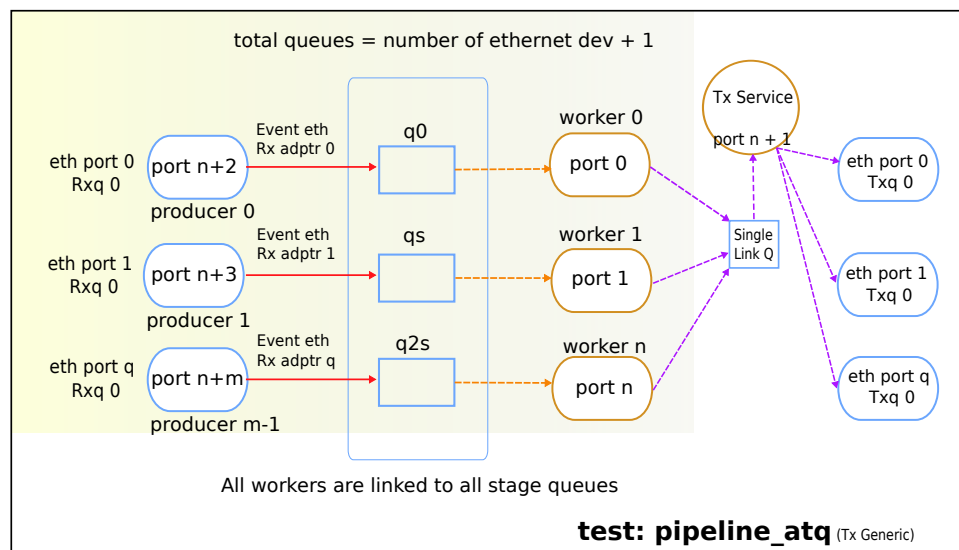 total queues = number of ethernet dev + 1
eth port 0
Rxq 0
port n+2
producer 0
Event eth
Rx adptr 0
q0
worker 0
port 0
Tx Service
port n + 1
eth port 0
Txq 0
eth port 1
Rxq 0
port n+3
producer 1
Event eth
Rx adptr 1
qs
worker 1
port 1
Single
Link Q
eth port 1
Txq 0
eth port q
Rxq 0
port n+m
producer m-1
Event eth
Rx adptr q
q2s
worker n
port n
eth port q
Txq 0
All workers are linked to all stage queues
test: pipeline_atq (Tx Generic)